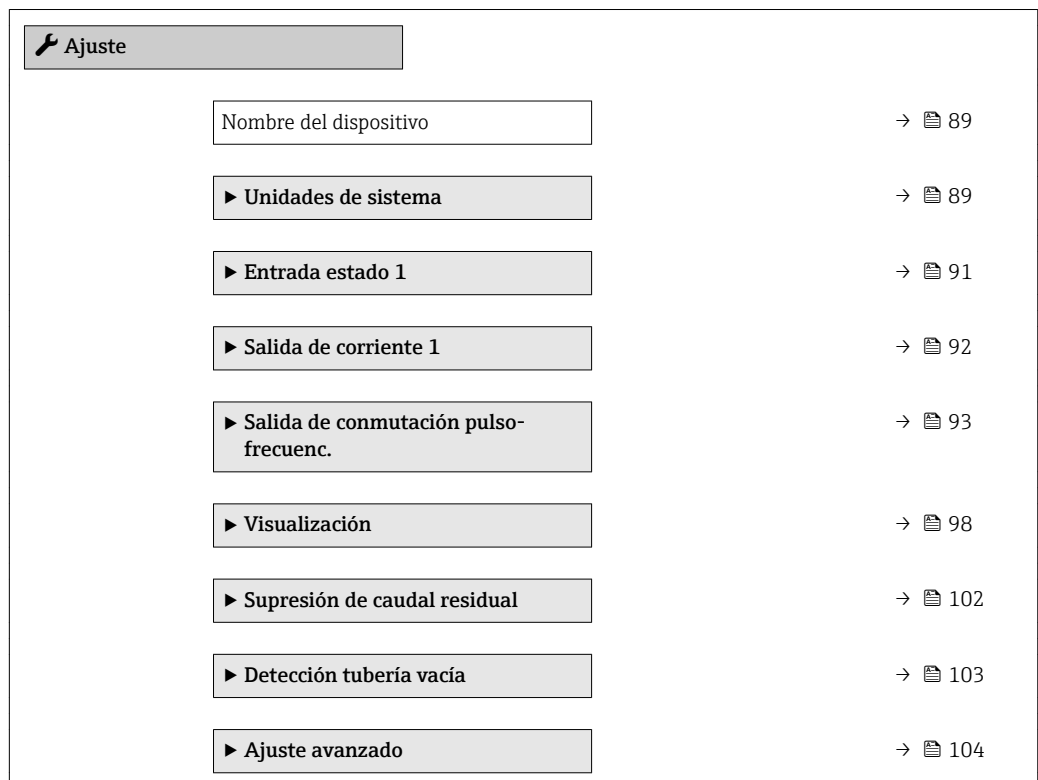 Ajuste
Nombre del dispositivo → 89
▶ Unidades de sistema → 89
▶ Entrada estado 1 → 91
▶ Salida de corriente 1 → 92
▶ Salida de conmutación pulso- → 93
frecuenc.
▶ Visualización → 98
▶ Supresión de caudal residual → 102
▶ Detección tubería vacía → 103
▶ Ajuste avanzado → 104